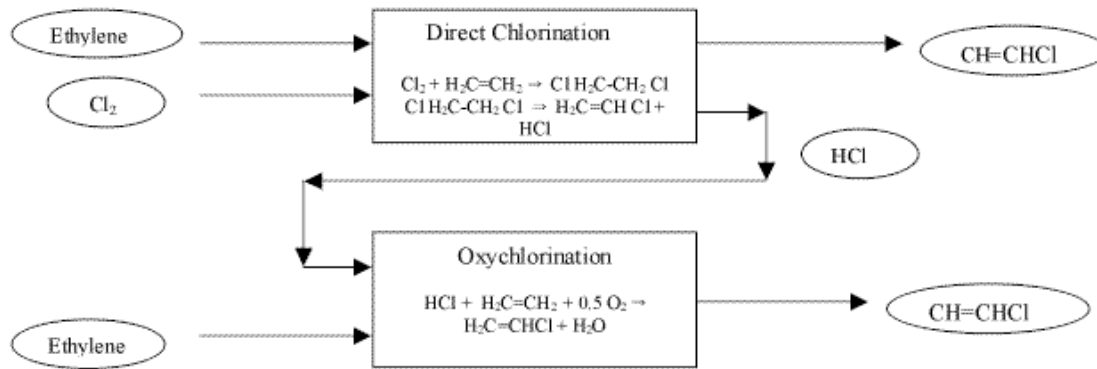 Ethylene
Direct Chlorination
CH=CHCl
Cl₂
Cl₂ + H₂C=CH₂ → Cl H₂C-CH₂ Cl
Cl H₂C-CH₂ Cl ⇒ H₂C=CH Cl +
HCl
HCl
Oxychlorination
HCl + H₂C=CH₂ + 0.5 O₂ →
H₂C=CHCl + H₂O
CH=CHCl
Ethylene